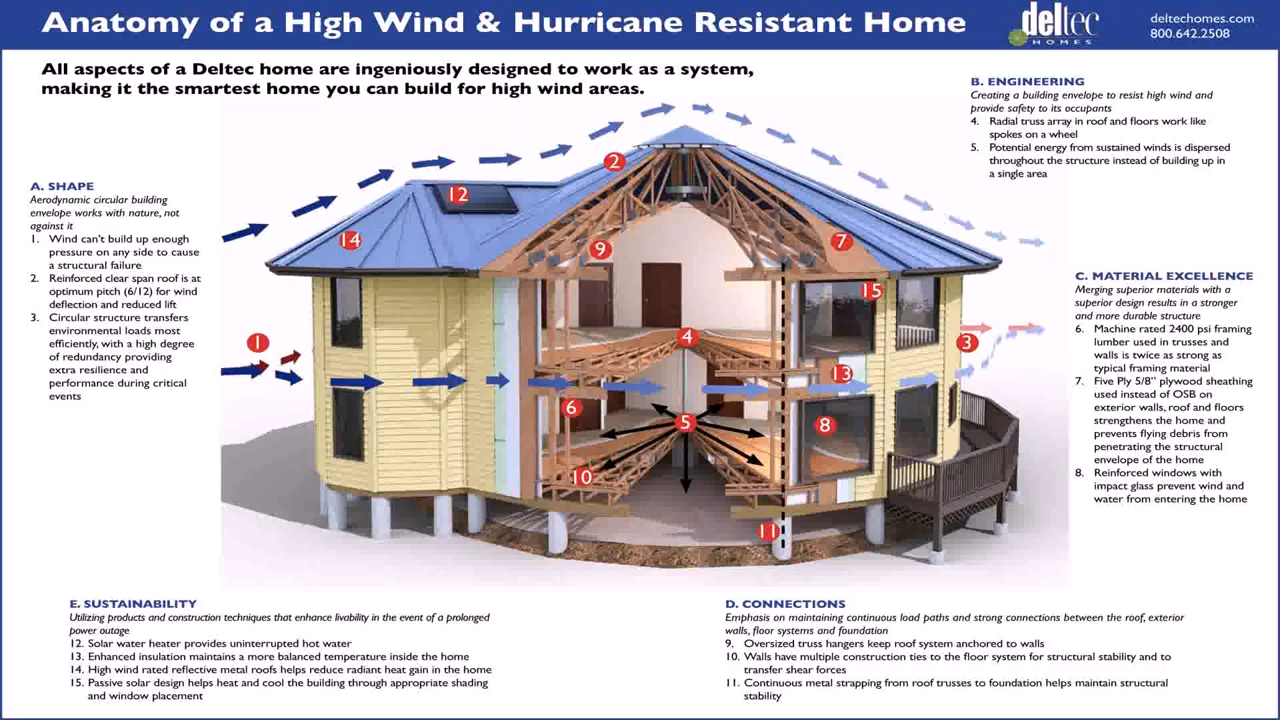 Anatomy of a High Wind & Hurricane Resistant Home
deltec
HOMES
deltechomes.com
800.642.2508
All aspects of a Deltec home are ingeniously designed to work as a system,
making it the smartest home you can build for high wind areas.
A. SHAPE
Aerodynamic circular building
envelope works with nature, not
against it
1. Wind can't build up enough
pressure on any side to cause
a structural failure
2. Reinforced clear span roof is at
optimum pitch (6/12) for wind
deflection and reduced lift
3. Circular structure transfers
environmental loads most
efficiently, with a high degree
of redundancy providing
extra resilience and
performance during critical
events
B. ENGINEERING
Creating a building envelope to resist high wind and
provide safety to its occupants
4. Radial truss array in roof and floors work like
spokes on a wheel
5. Potential energy from sustained winds is dispersed
throughout the structure instead of building up in
a single area
C. MATERIAL EXCELLENCE
Merging superior materials with a
superior design results in a stronger
and more durable structure
6. Machine rated 2400 psi framing
lumber used in trusses and
walls is twice as strong as
typical framing material
7. Five Ply 5/8" plywood sheathing
used instead of OSB on
exterior walls, roof and floors
strengthens the home and
prevents flying debris from
penetrating the structural
envelope of the home
8. Reinforced windows with
impact glass prevent wind and
water from entering the home
2
12
14
9
7
15
1
4
3
13
6
5
8
10
11
E. SUSTAINABILITY
Utilizing products and construction techniques that enhance livability in the event of a prolonged
power outage
12. Solar water heater provides uninterrupted hot water
13. Enhanced insulation maintains a more balanced temperature inside the home
14. High wind rated reflective metal roofs helps reduce radiant heat gain in the home
15. Passive solar design helps heat and cool the building through appropriate shading
and window placement
D. CONNECTIONS
Emphasis on maintaining continuous load paths and strong connections between the roof, exterior
walls, floor systems and foundation
9. Oversized truss hangers keep roof system anchored to walls
10. Walls have multiple construction ties to the floor system for structural stability and to
transfer shear forces
11. Continuous metal strapping from roof trusses to foundation helps maintain structural
stability